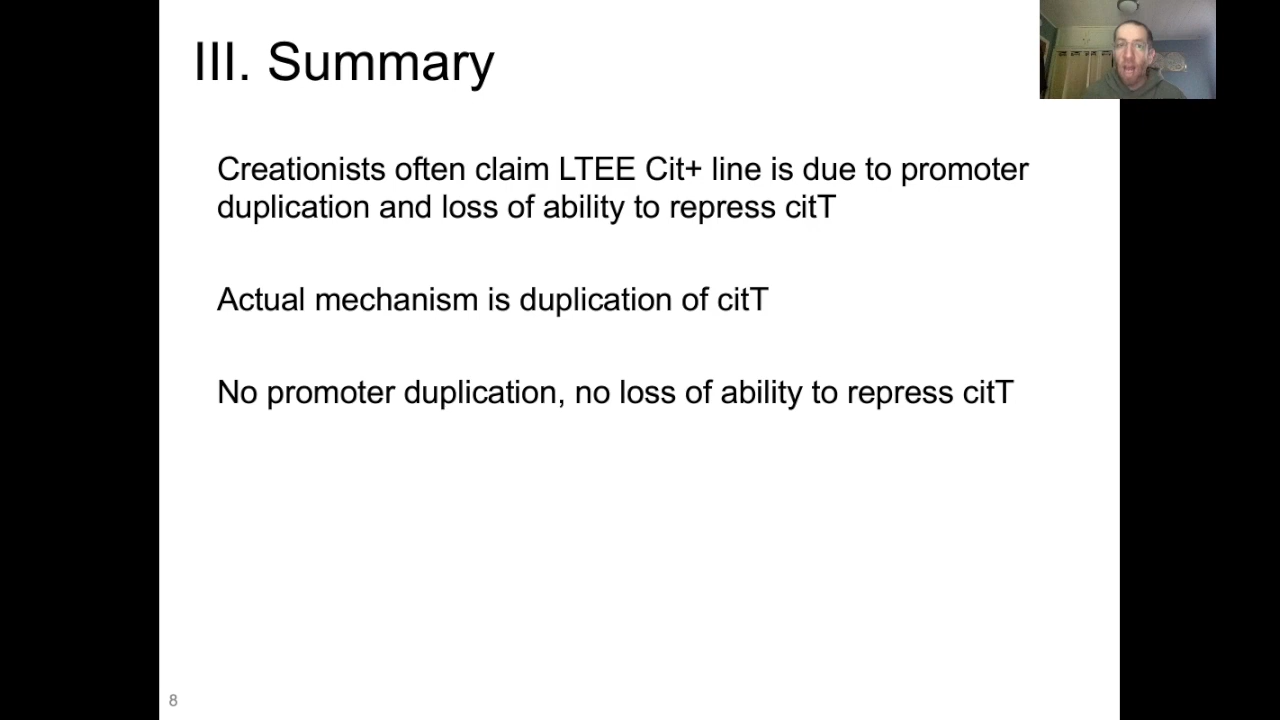 III. Summary
Creationists often claim LTEE Cit+ line is due to promoter
duplication and loss of ability to repress citT
Actual mechanism is duplication of citT
No promoter duplication, no loss of ability to repress citT
8